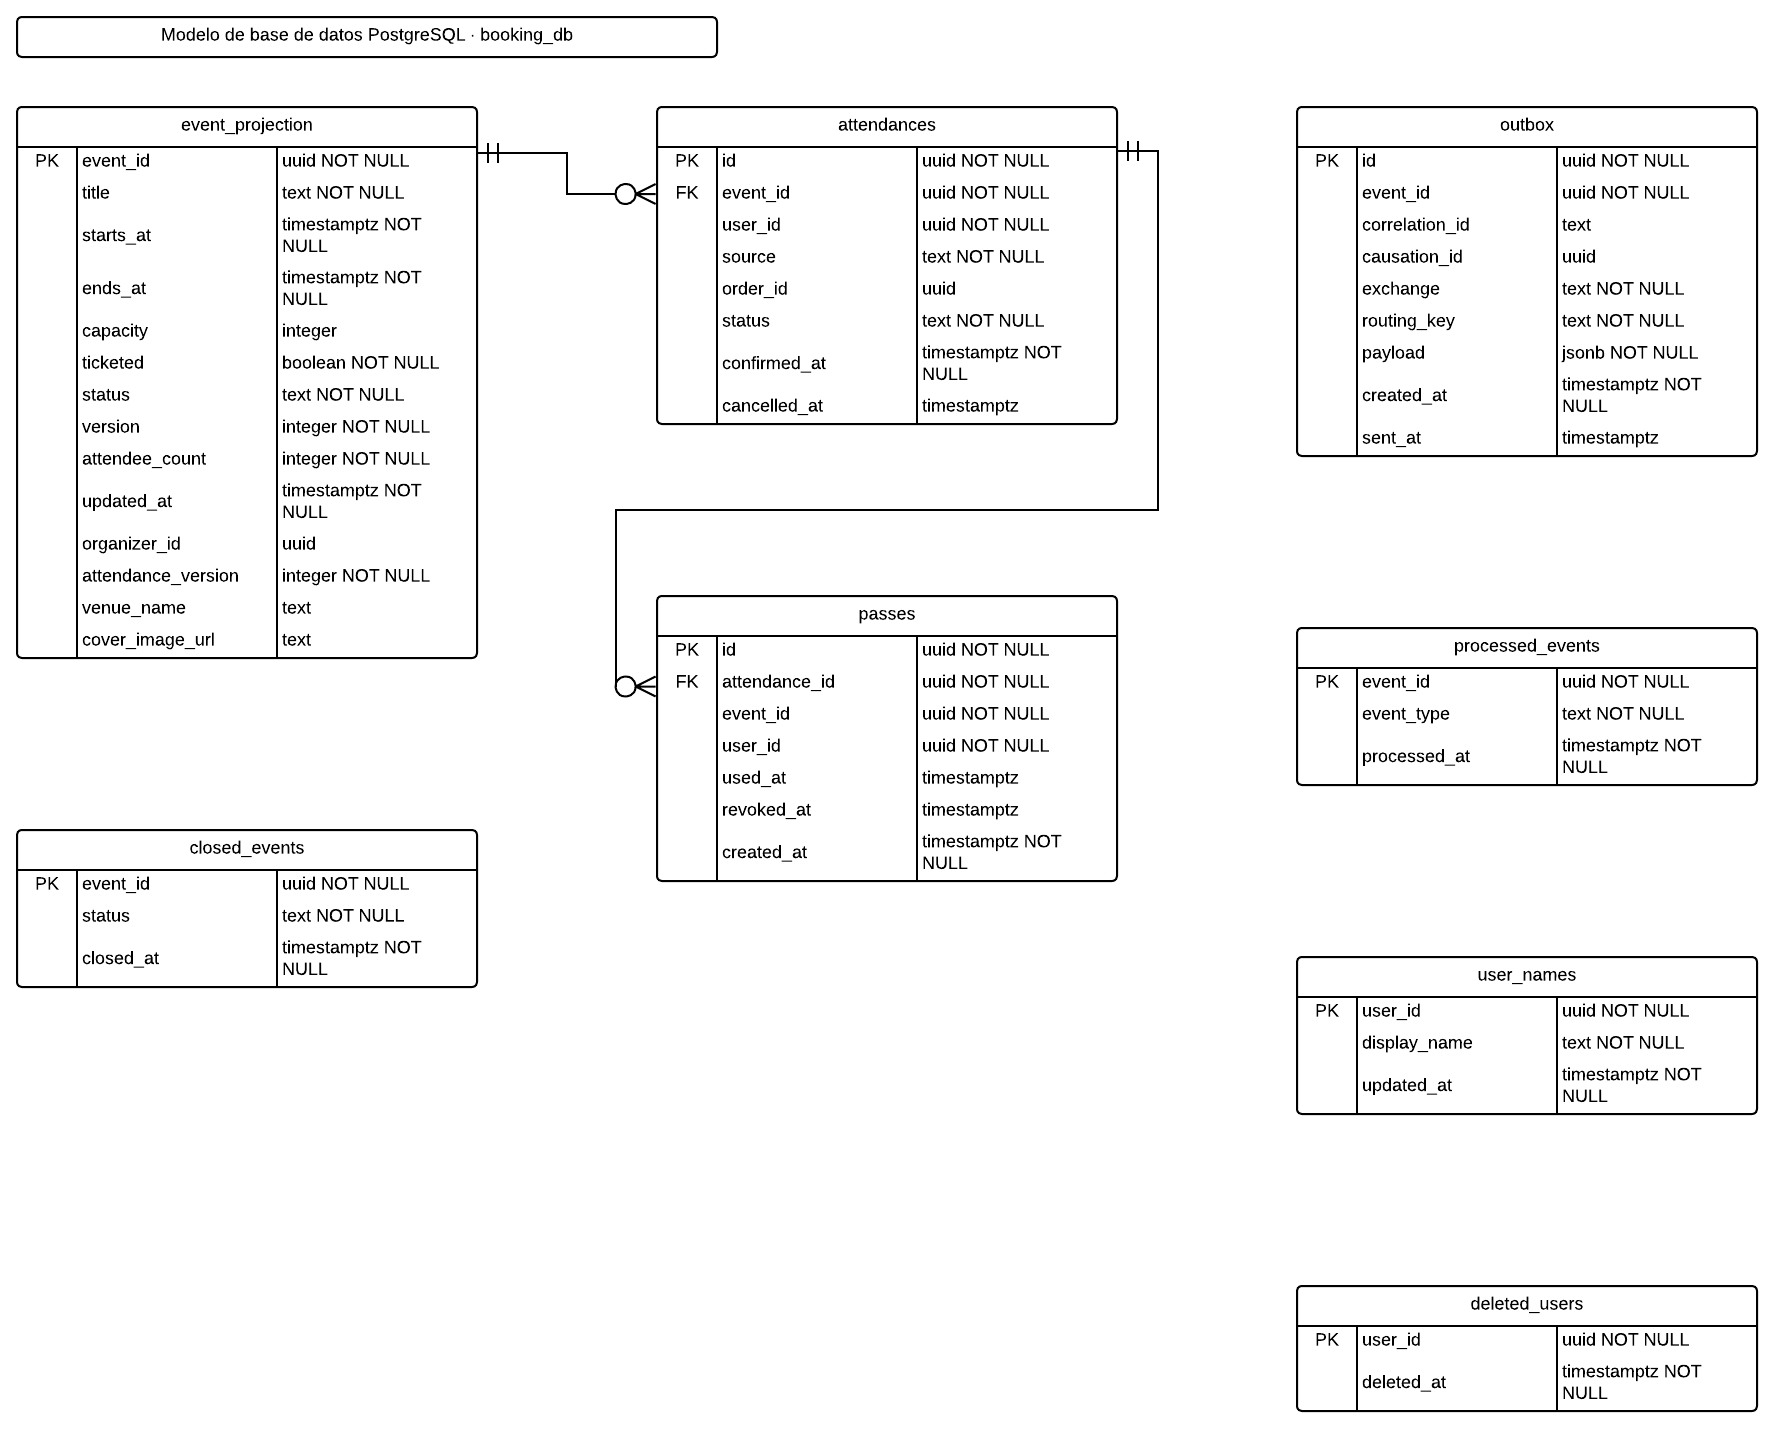 Modelo de base de datos PostgreSQL · booking_db
event_projection
PK event_id uuid NOT NULL
title text NOT NULL
starts_at timestamptz NOT
NULL
ends_at timestamptz NOT
NULL
capacity integer
ticketed boolean NOT NULL
status text NOT NULL
version integer NOT NULL
attendee_count integer NOT NULL
updated_at timestamptz NOT
NULL
organizer_id uuid
attendance_version integer NOT NULL
venue_name text
cover_image_url text
attendances
PK id uuid NOT NULL
FK event_id uuid NOT NULL
user_id uuid NOT NULL
source text NOT NULL
order_id uuid
status text NOT NULL
confirmed_at timestamptz NOT
NULL
cancelled_at timestamptz
outbox
PK id uuid NOT NULL
event_id uuid NOT NULL
correlation_id text
causation_id uuid
exchange text NOT NULL
routing_key text NOT NULL
payload jsonb NOT NULL
created_at timestamptz NOT
NULL
sent_at timestamptz
passes
PK id uuid NOT NULL
FK attendance_id uuid NOT NULL
event_id uuid NOT NULL
user_id uuid NOT NULL
used_at timestamptz
revoked_at timestamptz
created_at timestamptz NOT
NULL
processed_events
PK event_id uuid NOT NULL
event_type text NOT NULL
processed_at timestamptz NOT
NULL
closed_events
PK event_id uuid NOT NULL
status text NOT NULL
closed_at timestamptz NOT
NULL
user_names
PK user_id uuid NOT NULL
display_name text NOT NULL
updated_at timestamptz NOT
NULL
deleted_users
PK user_id uuid NOT NULL
deleted_at timestamptz NOT
NULL